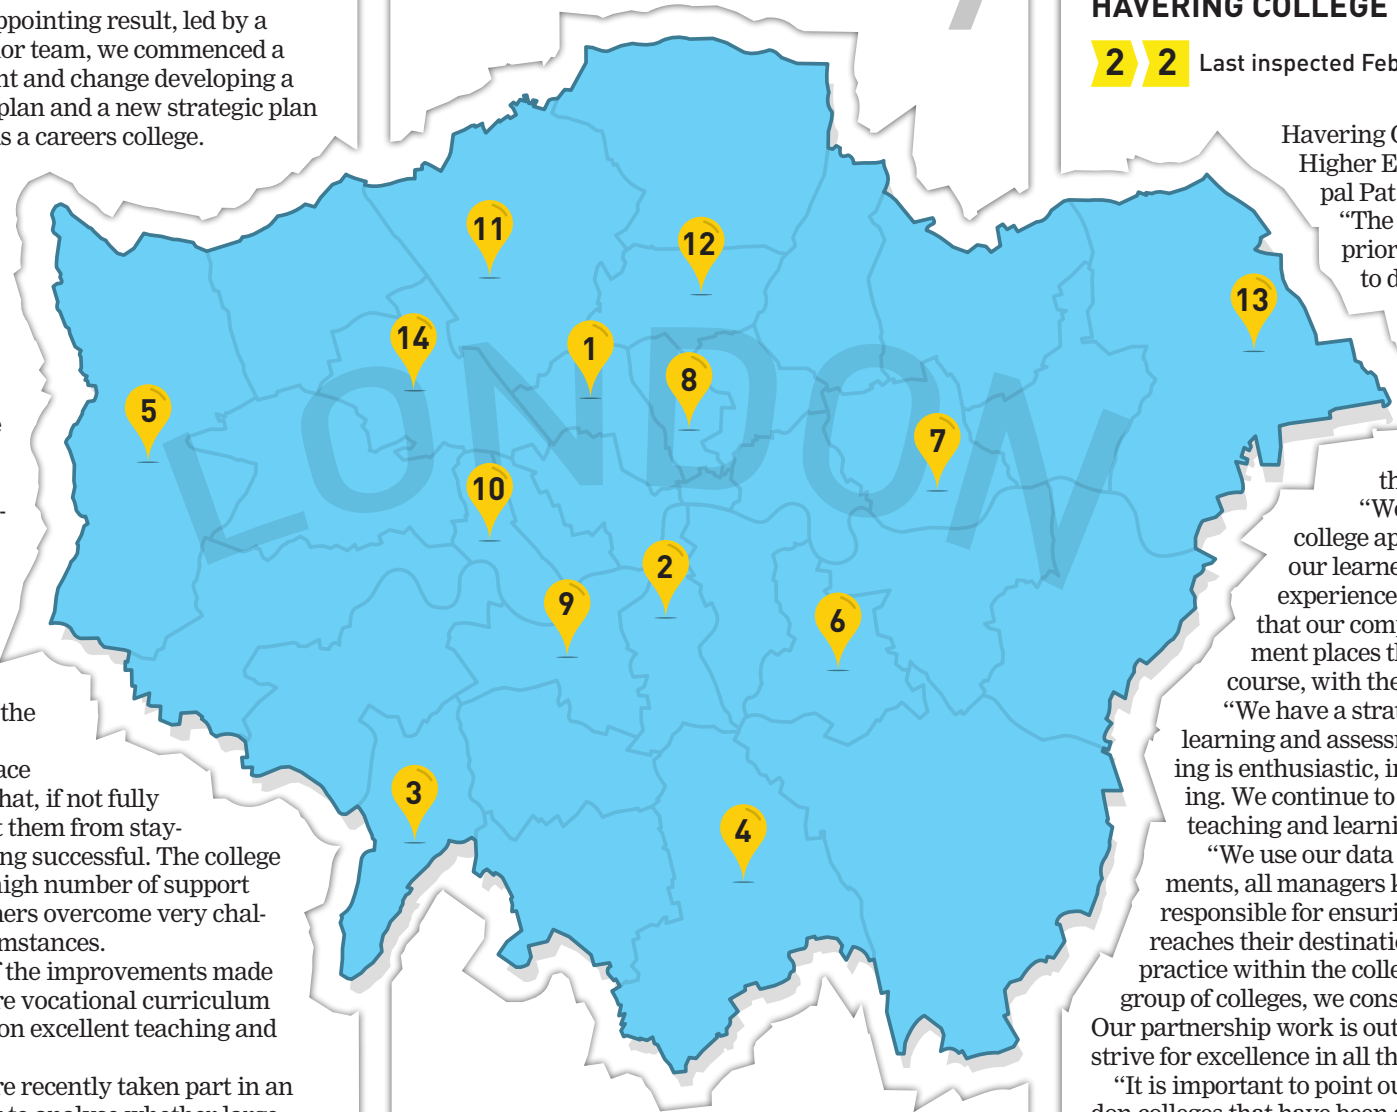 ppointing result, led by a
or team, we commenced a
nt and change developing a
plan and a new strategic plan
s a careers college.
the
ace
hat, if not fully
t them from stay-
ng successful. The college
high number of support
ners overcome very chal-
mstances.
f the improvements made
re vocational curriculum
on excellent teaching and
re recently taken part in an
LONDON
11
12
13
14
1
8
5
7
10
2
9
6
3
4
HAVERING COLLEGE
2 2 Last inspected Feb
Havering C
Higher E
pal Pat
“The
prior
to d
th
“We
college ap
our learne
experience
that our comp
ment places th
course, with the
“We have a strat
learning and assessm
ing is enthusiastic, in
ing. We continue to
teaching and learni
“We use our data
ments, all managers k
responsible for ensuri
reaches their destinatio
practice within the colle
group of colleges, we cons
Our partnership work is out
strive for excellence in all th
“It is important to point ou